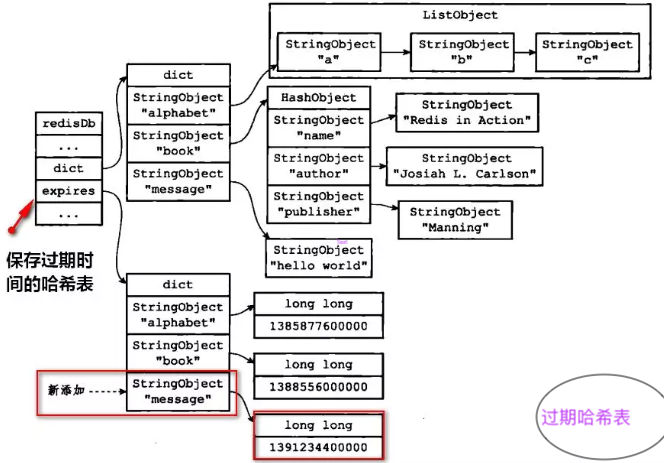 redisDb
...
dict
expires
...
保存过期时
间的哈希表
dict
StringObject
"alphabet"
StringObject
"book"
StringObject
"message"
ListObject
StringObject
"a"
StringObject
"b"
StringObject
"c"
HashObject
StringObject
"name"
StringObject
"author"
StringObject
"publisher"
StringObject
"Redis in Action"
StringObject
"Josiah L. Carlson"
StringObject
"Manning"
StringObject
"hello world"
dict
StringObject
"alphabet"
StringObject
"book"
新添加
StringObject
"message"
long long
1385877600000
long long
1388556000000
long long
1391234400000
过期哈希表